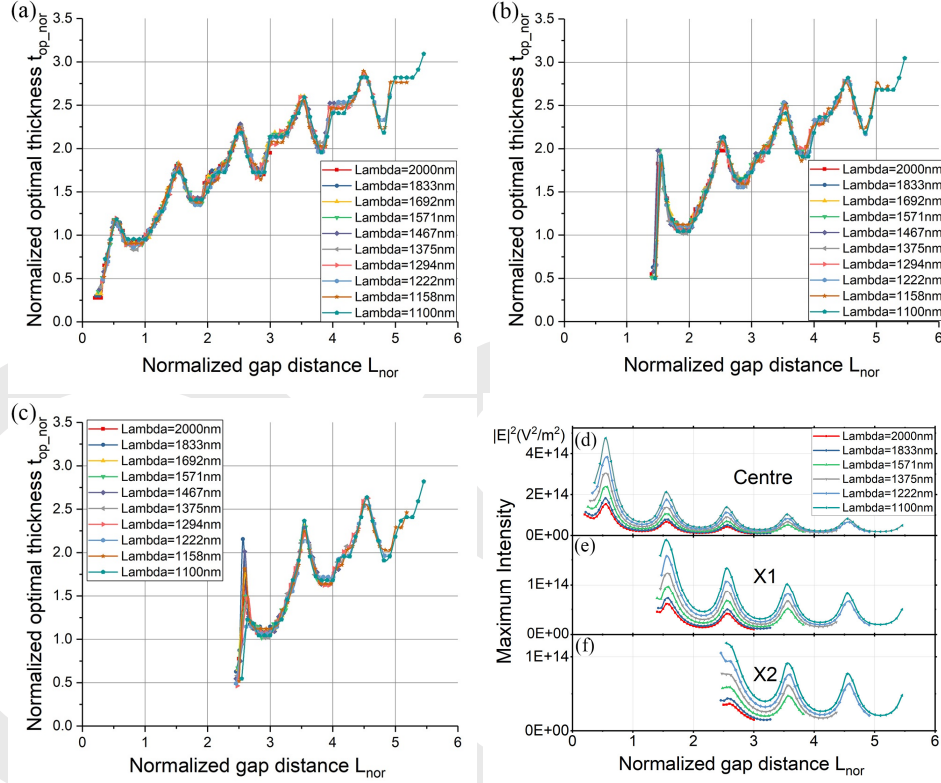 (a)
Normalized optimal thickness t_op_nor
3.5
3.0
2.5
2.0
1.5
1.0
0.5
0.0
0 1 2 3 4 5 6
Normalized gap distance L_nor
Lambda=2000nm
Lambda=1833nm
Lambda=1692nm
Lambda=1571nm
Lambda=1467nm
Lambda=1375nm
Lambda=1294nm
Lambda=1222nm
Lambda=1158nm
Lambda=1100nm
(b)
Normalized optimal thickness t_op_nor
3.5
3.0
2.5
2.0
1.5
1.0
0.5
0.0
0 1 2 3 4 5 6
Normalized gap distance L_nor
Lambda=2000nm
Lambda=1833nm
Lambda=1692nm
Lambda=1571nm
Lambda=1467nm
Lambda=1375nm
Lambda=1294nm
Lambda=1222nm
Lambda=1158nm
Lambda=1100nm
(c)
Normalized optimal thickness t_op_nor
3.5
3.0
2.5
2.0
1.5
1.0
0.5
0.0
0 1 2 3 4 5 6
Normalized gap distance L_nor
Lambda=2000nm
Lambda=1833nm
Lambda=1692nm
Lambda=1571nm
Lambda=1467nm
Lambda=1375nm
Lambda=1294nm
Lambda=1222nm
Lambda=1158nm
Lambda=1100nm
|E|²(V²/m²)
Maximum Intensity
(d)
Centre
4E+14
2E+14
0E+00
Lambda=2000nm
Lambda=1833nm
Lambda=1571nm
Lambda=1375nm
Lambda=1222nm
Lambda=1100nm
(e)
X1
1E+14
0E+00
(f)
X2
1E+14
0E+00
0 1 2 3 4 5 6
Normalized gap distance L_nor